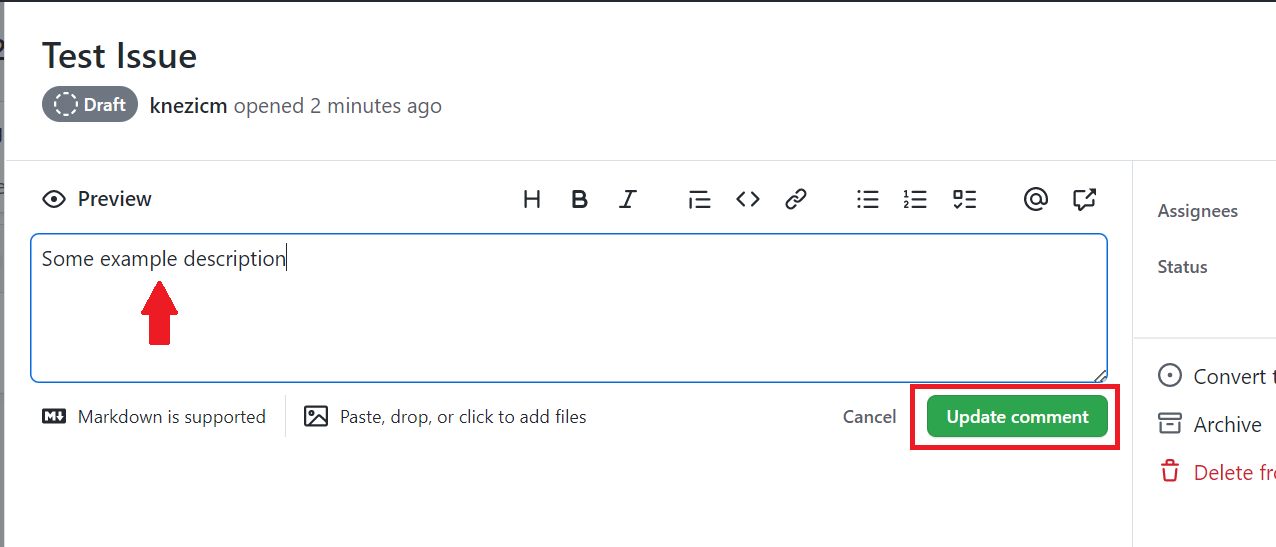 Test Issue
Draft knezicm opened 2 minutes ago
Preview
Some example description
Markdown is supported
Paste, drop, or click to add files
Cancel
Update comment
Assignees
Status
Convert t
Archive
Delete fro